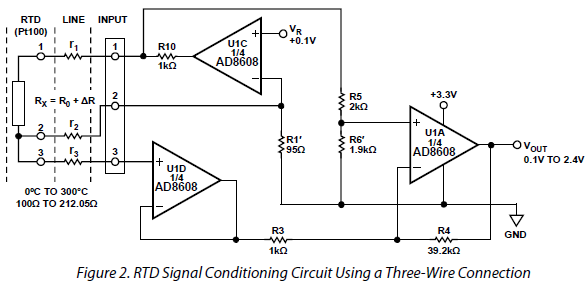 RTD
(Pt100)
LINE
INPUT
1
r1
1
R10
1kΩ
U1C
1/4
AD8608
+
−
VR
+0.1V
RX = R0 + ΔR
2
r2
2
3
r3
3
0ºC TO 300°C
100Ω TO 212.05Ω
+
U1D
1/4
AD8608
−
R1′
95Ω
R5
2kΩ
R6′
1.9kΩ
+3.3V
+
U1A
1/4
AD8608
−
VOUT
0.1V TO 2.4V
GND
R3
1kΩ
R4
39.2kΩ
Figure 2. RTD Signal Conditioning Circuit Using a Three-Wire Connection